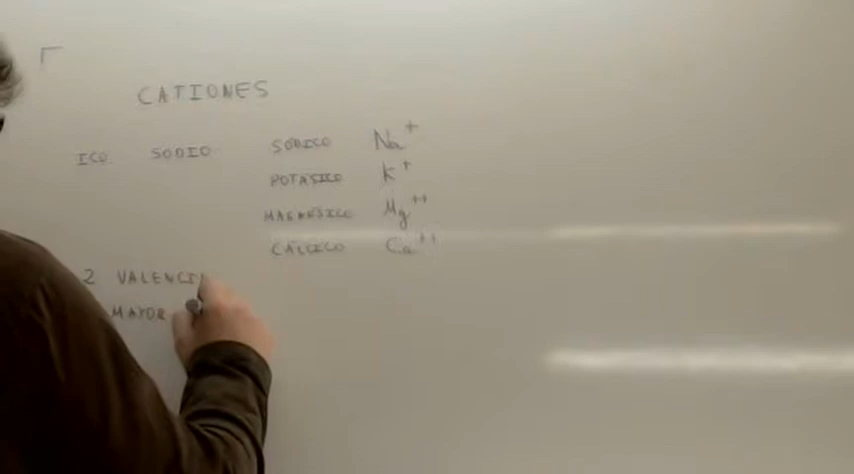 CATIONES
ICO SODIO SODICO Na+
POTASICO K+
MAGNESICO Mg++
CALCICO Ca++
2 VALENCI
MAYOR